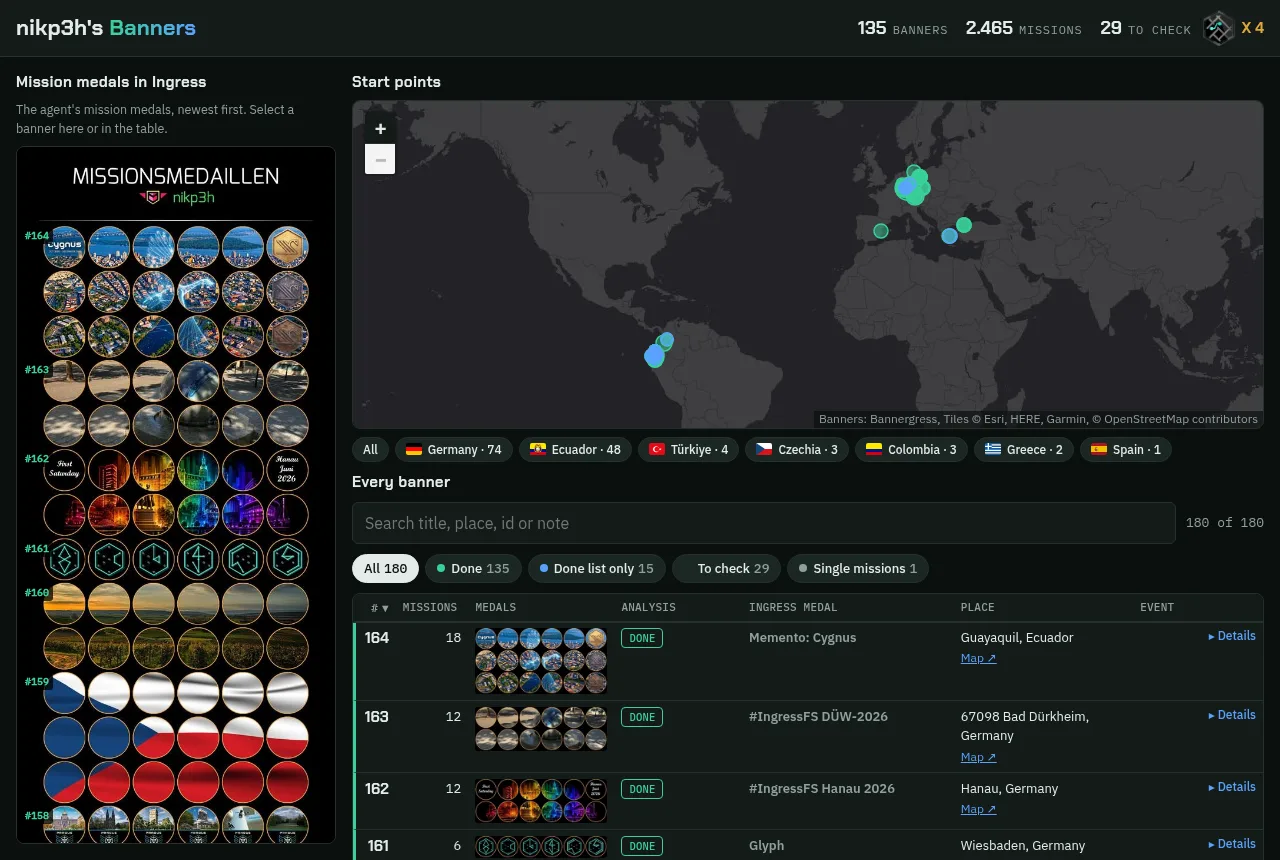 nikp3h's Banners
135 BANNERS 2.465 MISSIONS 29 TO CHECK X 4
Mission medals in Ingress
The agent's mission medals, newest first. Select a
banner here or in the table.
MISSIONSMEDAILLEN
nikp3h
#164
cygnus
#163
#162
First
Saturday
Hanau
Juni
2026
#161
#160
#159
#158
Start points
+
−
Banners: Bannergress, Tiles © Esri, HERE, Garmin, © OpenStreetMap contributors
All
Germany · 74
Ecuador · 48
Türkiye · 4
Czechia · 3
Colombia · 3
Greece · 2
Spain · 1
Every banner
Search title, place, id or note
180 of 180
All 180
Done 135
Done list only 15
To check 29
Single missions 1
# ▼ MISSIONS MEDALS ANALYSIS INGRESS MEDAL PLACE EVENT
164 18 DONE Memento: Cygnus Guayaquil, Ecuador ▸ Details
Map ↗
163 12 DONE #IngressFS DÜW-2026 67098 Bad Dürkheim, ▸ Details
Germany
Map ↗
162 12 DONE #IngressFS Hanau 2026 Hanau, Germany ▸ Details
Map ↗
161 6 DONE Glyph Wiesbaden, Germany ▸ Details